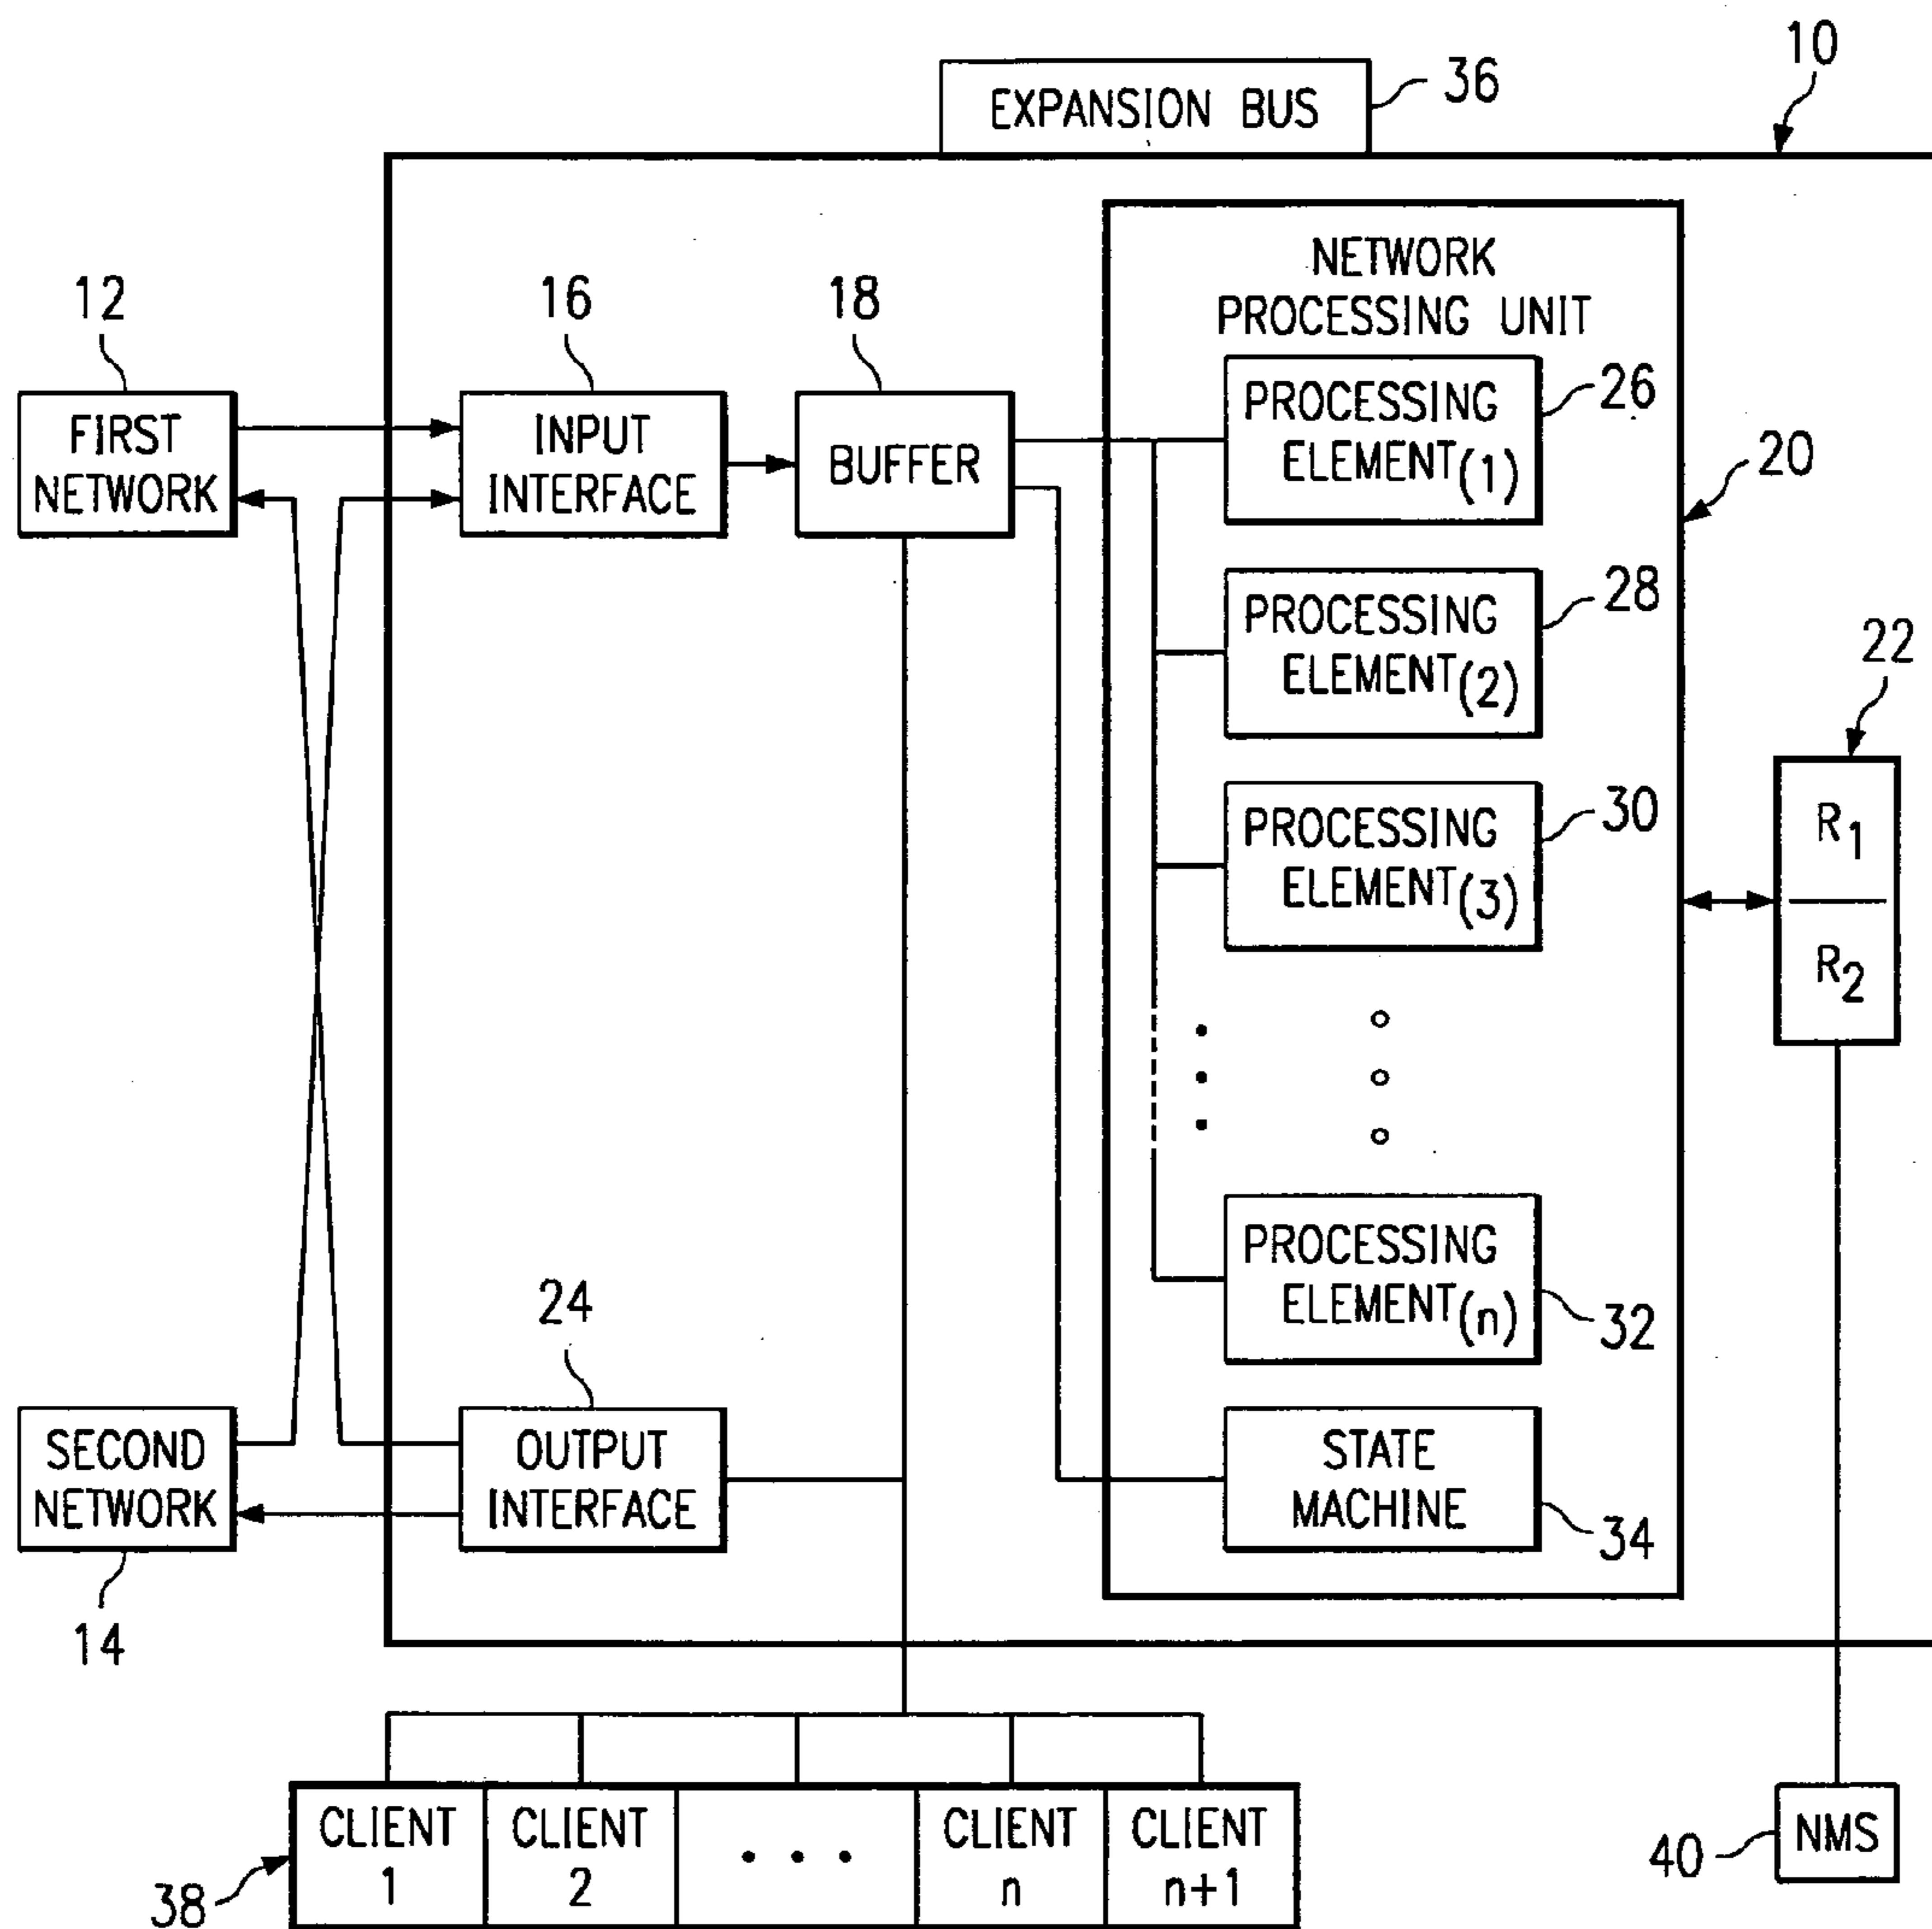 10
EXPANSION BUS
36
NETWORK
PROCESSING UNIT
12
16
18
FIRST
NETWORK
INPUT
INTERFACE
BUFFER
PROCESSING
ELEMENT(1)
26
20
PROCESSING
ELEMENT(2)
28
22
PROCESSING
ELEMENT(3)
30
R1
R2
PROCESSING
ELEMENT(n)
32
24
SECOND
NETWORK
14
OUTPUT
INTERFACE
STATE
MACHINE
34
CLIENT
1
CLIENT
2
• • •
CLIENT
n
CLIENT
n+1
38
NMS
40